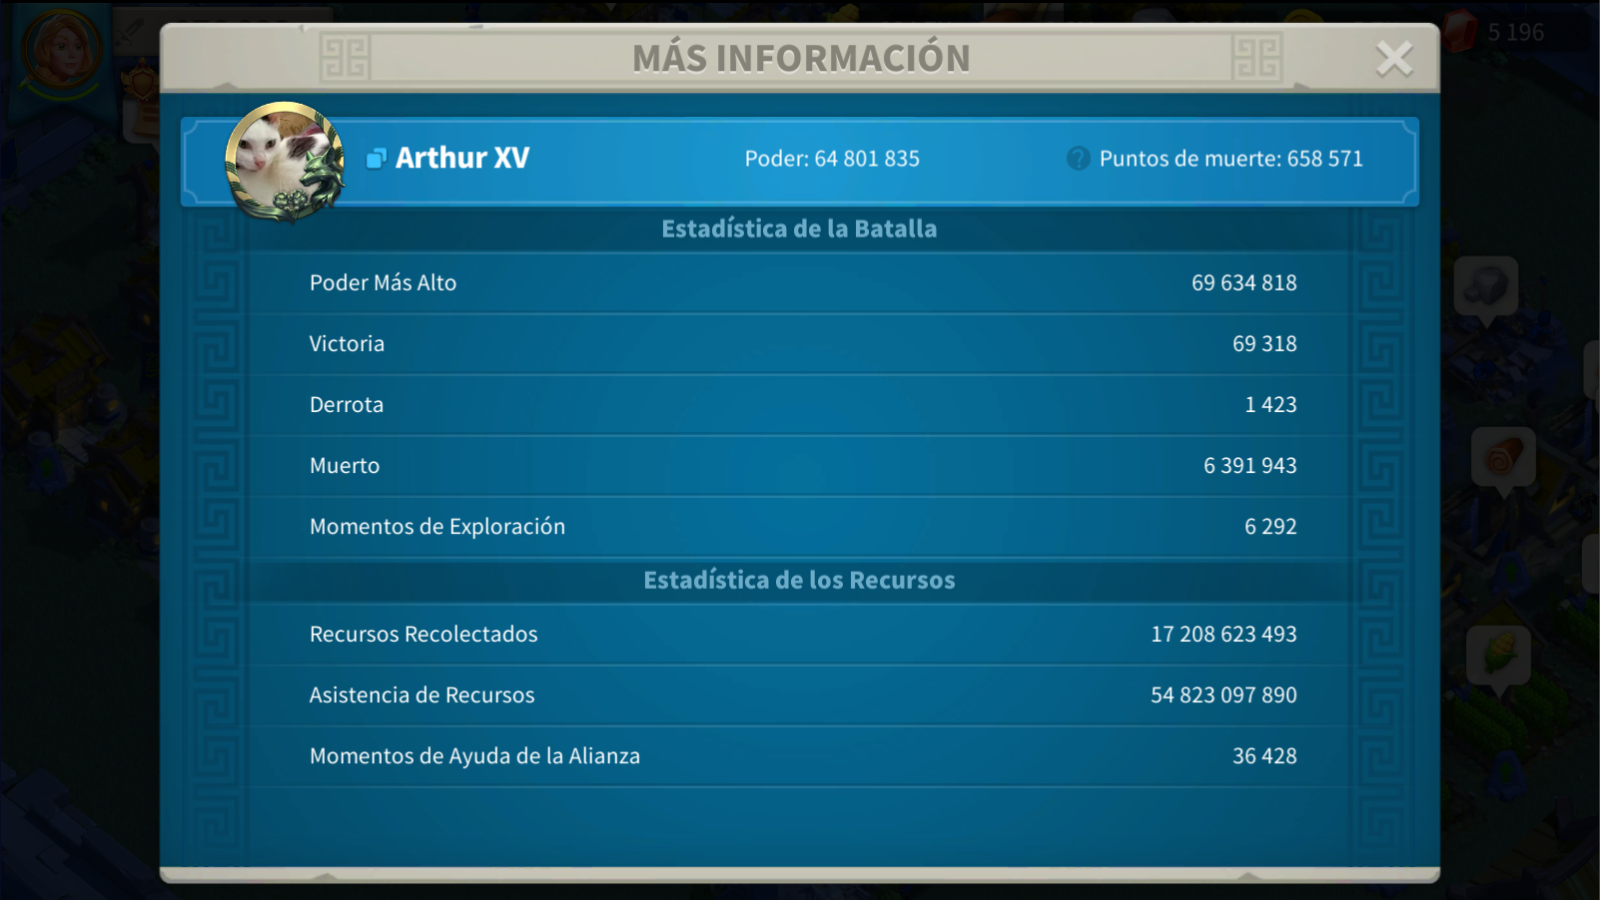 MÁS INFORMACIÓN
5 196
Arthur XV
Poder: 64 801 835
? Puntos de muerte: 658 571
Estadística de la Batalla
Poder Más Alto 69 634 818
Victoria 69 318
Derrota 1 423
Muerto 6 391 943
Momentos de Exploración 6 292
Estadística de los Recursos
Recursos Recolectados 17 208 623 493
Asistencia de Recursos 54 823 097 890
Momentos de Ayuda de la Alianza 36 428